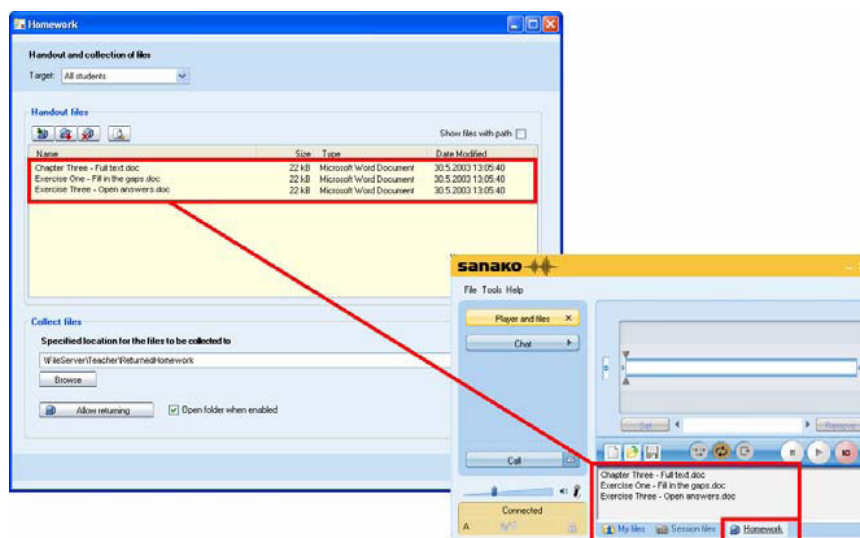 Homework
Handout and collection of files
Target: All students
Handout files
Show files with path
Name Size Type Date Modified
Chapter Three - Full text.doc 22 kB Microsoft Word Document 30.5.2003 13:05:40
Exercise One - Fill in the gaps.doc 22 kB Microsoft Word Document 30.5.2003 13:05:40
Exercise Three - Open answers.doc 22 kB Microsoft Word Document 30.5.2003 13:05:40
Collect files
Specified location for the files to be collected to
\\FileServer\Teacher\ReturnedHomework
Browse
Allow returning Open folder when enabled
sanako
File Tools Help
Player and files
Chat
Call
Connected
A
Set Remove
Chapter Three - Full text.doc
Exercise One - Fill in the gaps.doc
Exercise Three - Open answers.doc
My files Session files Homework